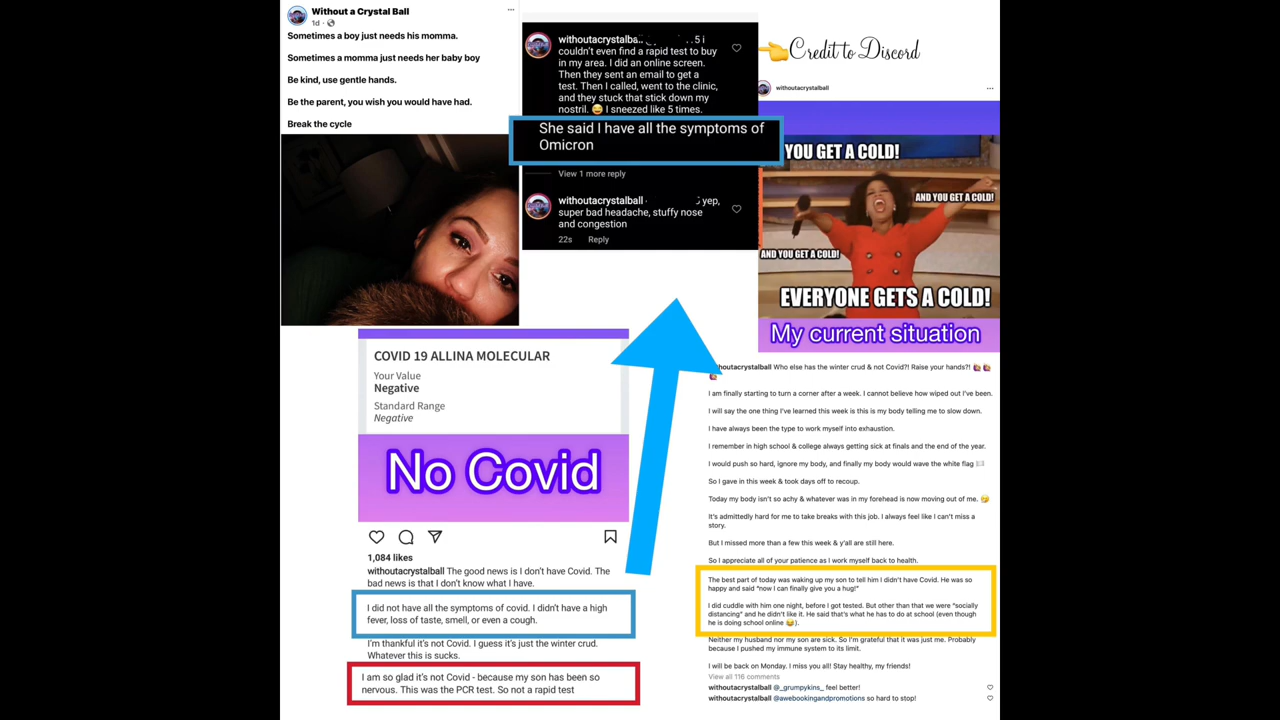 Without a Crystal Ball
1d
Sometimes a boy just needs his momma.
Sometimes a momma just needs her baby boy
Be kind, use gentle hands.
Be the parent, you wish you would have had.
Break the cycle
withoutacrystalball 5 i
couldn't even find a rapid test to buy
in my area. I did an online screen.
Then they sent an email to get a
test. Then I called, went to the clinic,
and they stuck that stick down my
nostril. 😂 I sneezed like 5 times.
She said I have all the symptoms of
Omicron
View 1 more reply
withoutacrystalball yep,
super bad headache, stuffy nose
and congestion
22s Reply
👉 Credit to Discord
withoutacrystalball
YOU GET A COLD!
AND YOU GET A COLD!
AND YOU GET A COLD!
EVERYONE GETS A COLD!
My current situation
COVID 19 ALLINA MOLECULAR
Your Value
Negative
Standard Range
Negative
No Covid
1,084 likes
withoutacrystalball The good news is I don't have Covid. The
bad news is that I don't know what I have.
I did not have all the symptoms of covid. I didn't have a high
fever, loss of taste, smell, or even a cough.
I'm thankful it's not Covid. I guess it's just the winter crud.
Whatever this is sucks.
I am so glad it's not Covid - because my son has been so
nervous. This was the PCR test. So not a rapid test
thoutacrystalball Who else has the winter crud & not Covid?! Raise your hands?!
I am finally starting to turn a corner after a week. I cannot believe how wiped out I've been.
I will say the one thing I've learned this week is this is my body telling me to slow down.
I have always been the type to work myself into exhaustion.
I remember in high school & college always getting sick at finals and the end of the year.
I would push so hard, ignore my body, and finally my body would wave the white flag 🏳️
So I gave in this week & took days off to recoup.
Today my body isn't so achy & whatever was in my forehead is now moving out of me.
It's admittedly hard for me to take breaks with this job. I always feel like I can't miss a
story.
But I missed more than a few this week & y'all are still here.
So I appreciate all of your patience as I work myself back to health.
The best part of today was waking up my son to tell him I didn't have Covid. He was so
happy and said "now I can finally give you a hug!"
I did cuddle with him one night, before I got tested. But other than that we were "socially
distancing" and he didn't like it. He said that's what he has to do at school (even though
he is doing school online 😂).
Neither my husband nor my son are sick. So I'm grateful that it was just me. Probably
because I pushed my immune system to its limit.
I will be back on Monday. I miss you all! Stay healthy, my friends!
View all 116 comments
withoutacrystalball @_grumpykins_ feel better!
withoutacrystalball @awebookingandpromotions so hard to stop!